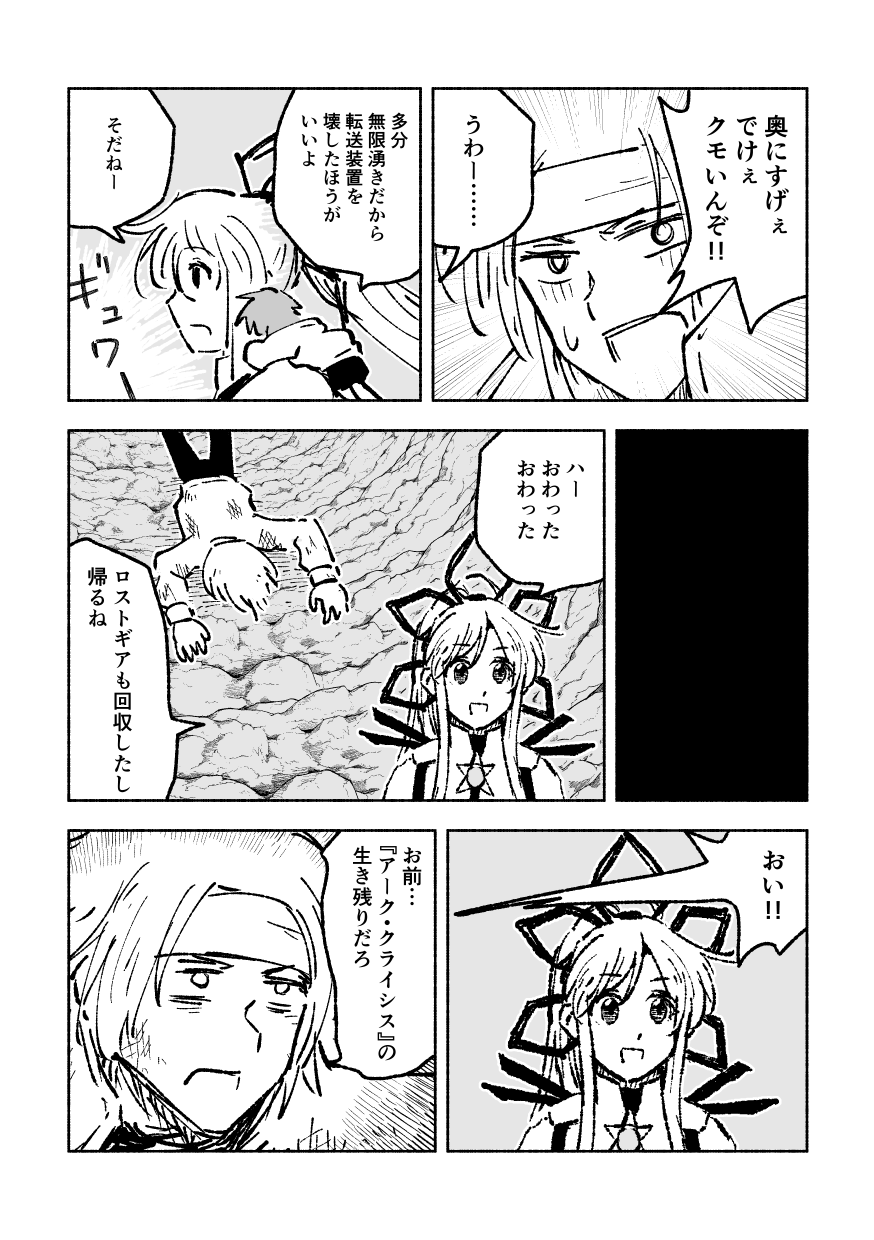 奥にすげぇ
でけぇ
クモいんぞ!!
うわー……
多分
無限湧きだから
転送装置を
壊したほうが
いいよ
そだねー
ギュワー
ハー
おわった
おわった
ロストギアも回収したし
帰るね
おい!!
お前…
『アーク・クライシス』の
生き残りだろ